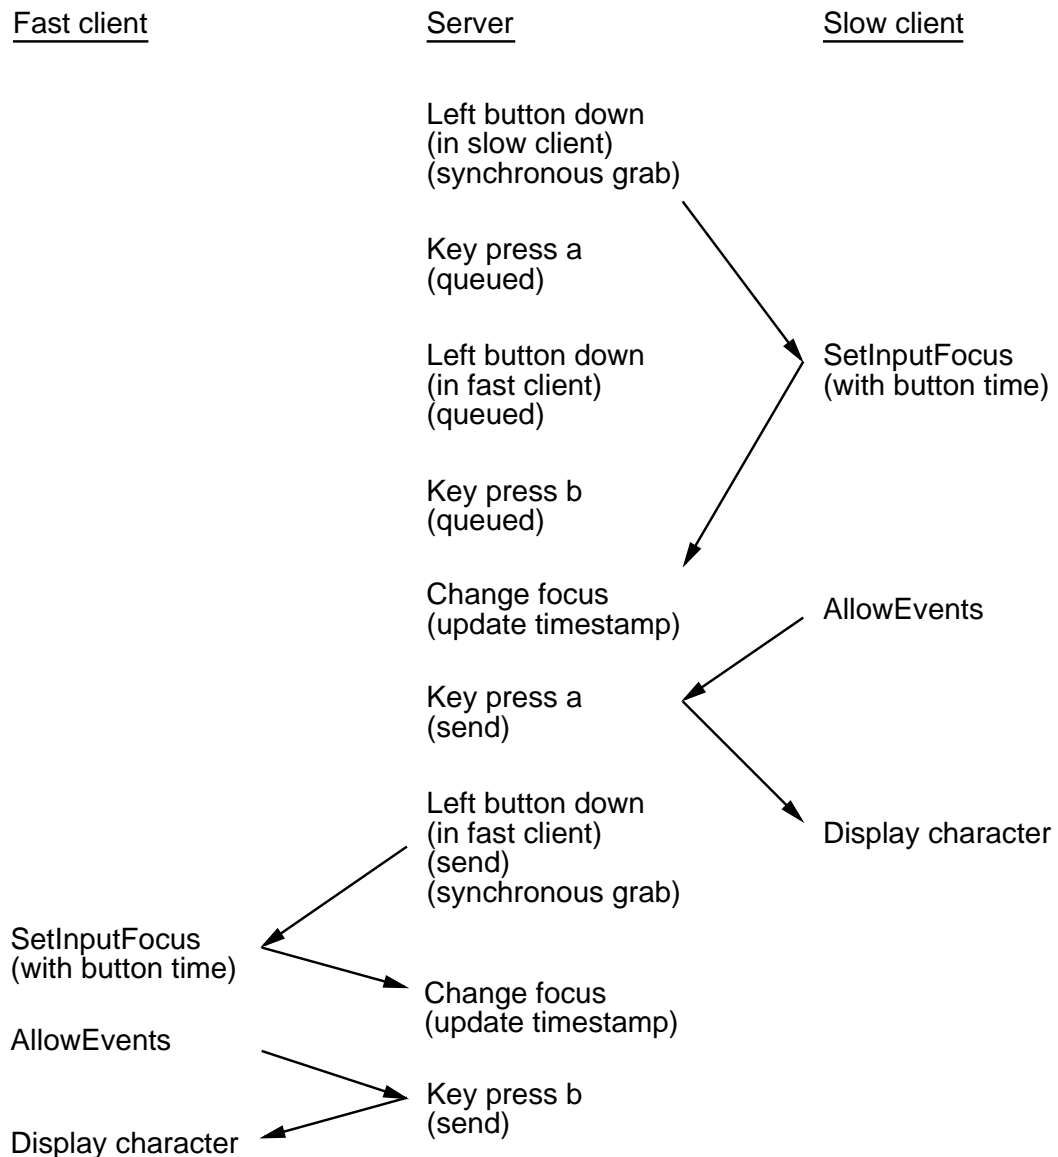 Fast client
Server
Slow client
Left button down
(in slow client)
(synchronous grab)
Key press a
(queued)
Left button down
(in fast client)
(queued)
SetInputFocus
(with button time)
Key press b
(queued)
Change focus
(update timestamp)
AllowEvents
Key press a
(send)
Left button down
(in fast client)
(send)
(synchronous grab)
Display character
SetInputFocus
(with button time)
Change focus
(update timestamp)
AllowEvents
Key press b
(send)
Display character